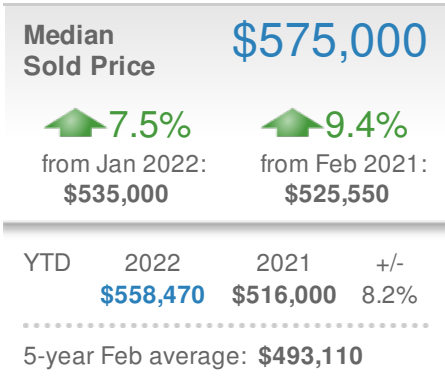 Median $575,000
Sold Price
7.5% 9.4%
from Jan 2022: from Feb 2021:
$535,000 $525,550
YTD 2022 2021 +/-
$558,470 $516,000 8.2%
5-year Feb average: $493,110